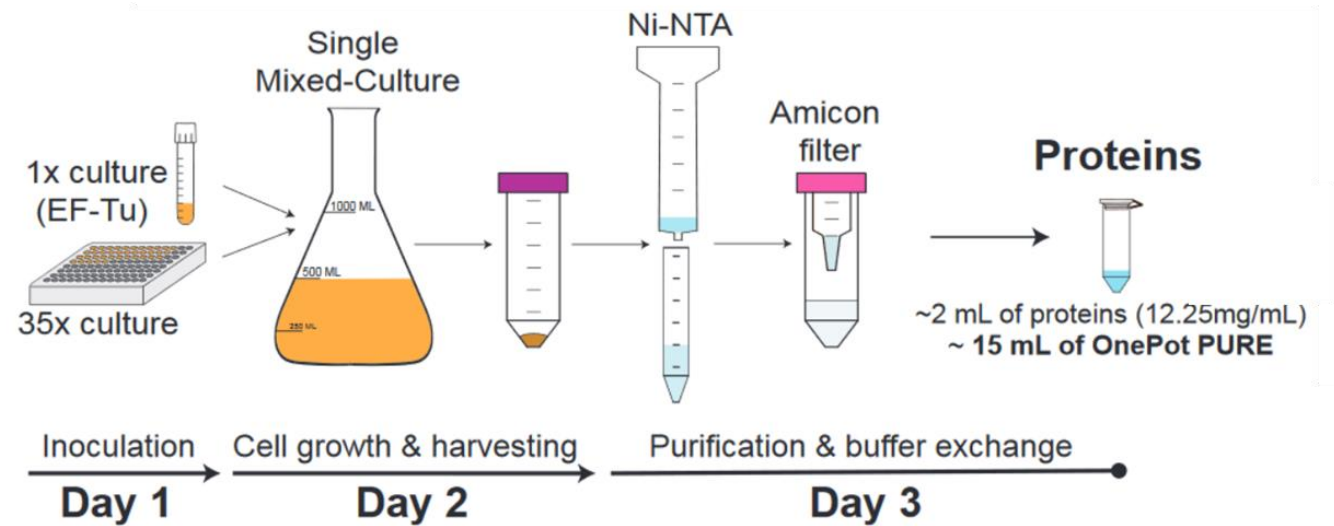 Single
Mixed-Culture
Ni-NTA
Amicon
filter
Proteins
1x culture
(EF-Tu)
35x culture
1000 ML
500 ML
250 ML
~2 mL of proteins (12.25mg/mL)
~ 15 mL of OnePot PURE
Inoculation
Cell growth & harvesting
Purification & buffer exchange
Day 1
Day 2
Day 3